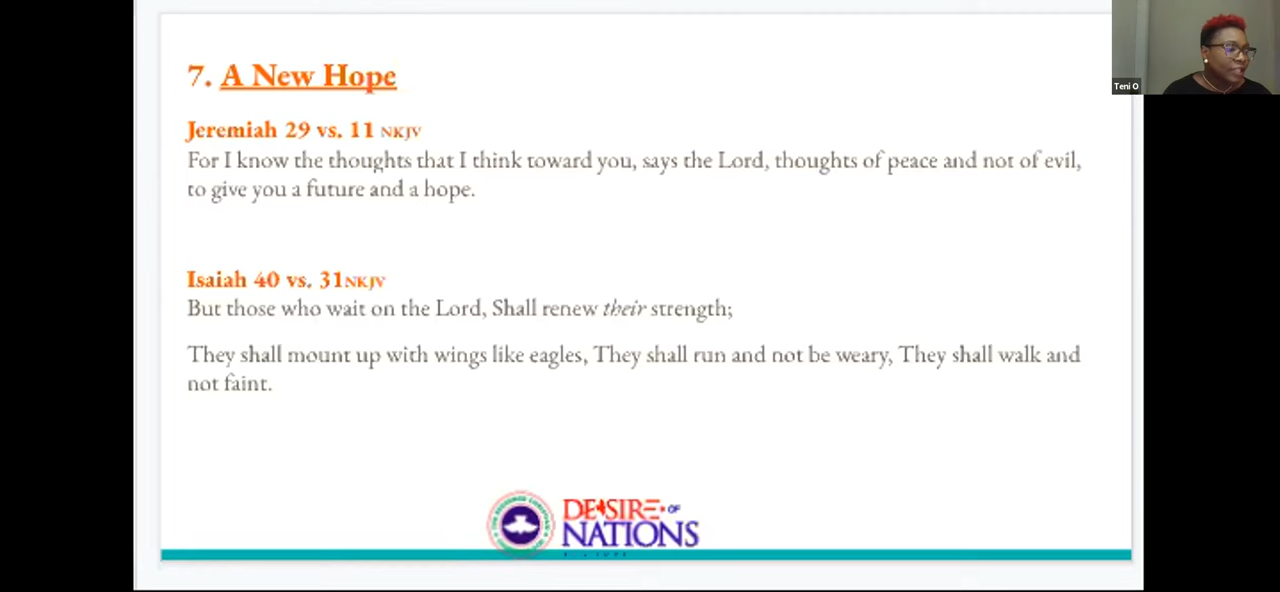 7. A New Hope
Teni O
Jeremiah 29 vs. 11 NKJV
For I know the thoughts that I think toward you, says the Lord, thoughts of peace and not of evil,
to give you a future and a hope.
Isaiah 40 vs. 31NKJV
But those who wait on the Lord, Shall renew their strength;
They shall mount up with wings like eagles, They shall run and not be weary, They shall walk and
not faint.
DESIRE OF
NATIONS